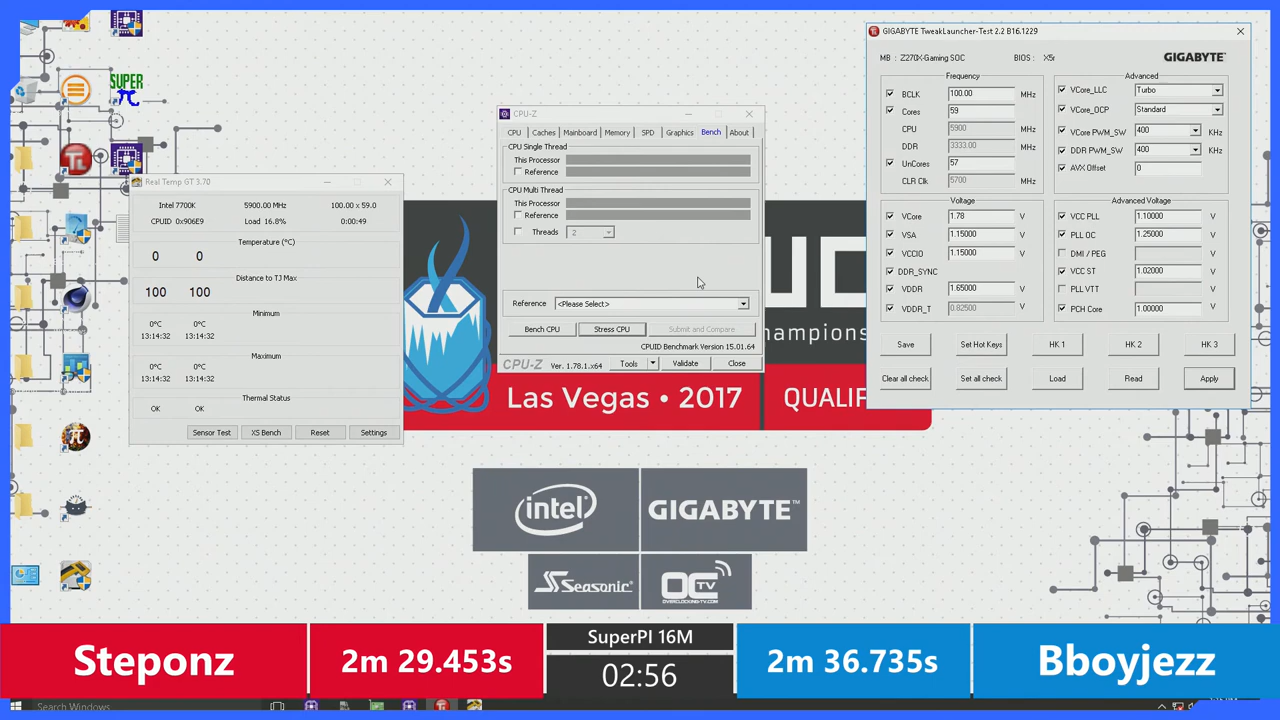 SUPER
Real Temp GT 3.70
Intel 7700K 5900.00 MHz 100.00 x 59.0
CPUID 0x906E9 Load 16.8% 0:00:49
Temperature (°C)
0 0
Distance to TJ Max
100 100
Minimum
0°C 0°C
13:14:32 13:14:32
Maximum
0°C 0°C
13:14:32 13:14:32
Thermal Status
OK OK
Sensor Test XS Bench Reset Settings
CPU-Z
CPU Caches Mainboard Memory SPD Graphics Bench About
CPU Single Thread
This Processor
Reference
CPU Multi Thread
This Processor
Reference
Threads 2
Reference <Please Select>
Bench CPU Stress CPU Submit and Compare
CPUID Benchmark Version 15.01.64
CPU-Z Ver. 1.78.1.x64 Tools Validate Close
GIGABYTE TweakLauncher-Test 2.2 B16.1229
MB : Z270X-Gaming SOC BIOS : X5r GIGABYTE™
Frequency
BCLK 100.00 MHz
Cores 59
CPU 5900 MHz
DDR 3333.00 MHz
UnCores 57
CLR Clk 5700 MHz
Advanced
VCore_LLC Turbo
VCore_OCP Standard
VCore PWM_SW 400 KHz
DDR PWM_SW 400 KHz
AVX Offset 0
Voltage
VCore 1.78 V
VSA 1.15000 V
VCCIO 1.15000 V
DDR_SYNC
VDDR 1.65000 V
VDDR_T 0.82500 V
Advanced Voltage
VCC PLL 1.10000 V
PLL OC 1.25000 V
DMI / PEG V
VCC ST 1.02000 V
PLL VTT V
PCH Core 1.00000 V
Save Set Hot Keys HK 1 HK 2 HK 3
Clear all check Set all check Load Read Apply
UC
hampions
Las Vegas • 2017 QUALIF
intel GIGABYTE™
Seasonic OCTV
OVERCLOCKING-TV.COM
Steponz 2m 29.453s SuperPI 16M 2m 36.735s Bboyjezz
02:56
Search Windows